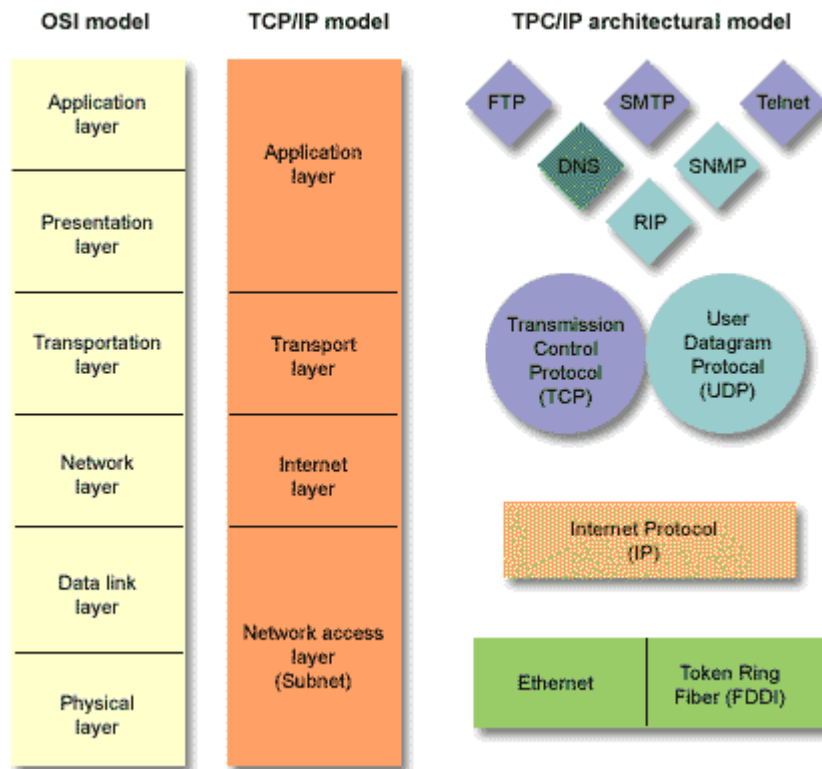 OSI model
Application
layer
Presentation
layer
Transportation
layer
Network
layer
Data link
layer
Physical
layer
TCP/IP model
Application
layer
Transport
layer
Internet
layer
Network access
layer
(Subnet)
TPC/IP architectural model
FTP
SMTP
Telnet
DNS
SNMP
RIP
Transmission
Control
Protocol
(TCP)
User
Datagram
Protocal
(UDP)
Internet Protocol
(IP)
Ethernet
Token Ring
Fiber (FDDI)